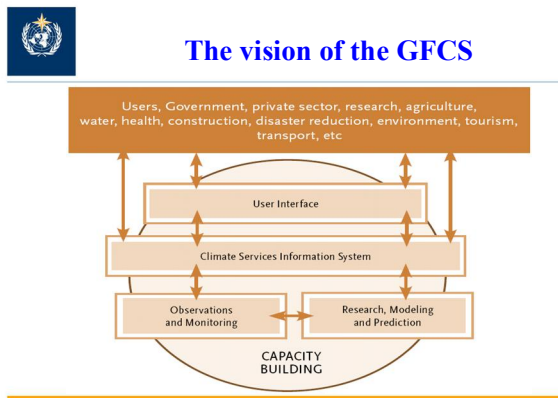 The vision of the GFCS
Users, Government, private sector, research, agriculture,
water, health, construction, disaster reduction, environment, tourism,
transport, etc
User Interface
Climate Services Information System
Observations
and Monitoring
Research, Modeling
and Prediction
CAPACITY
BUILDING